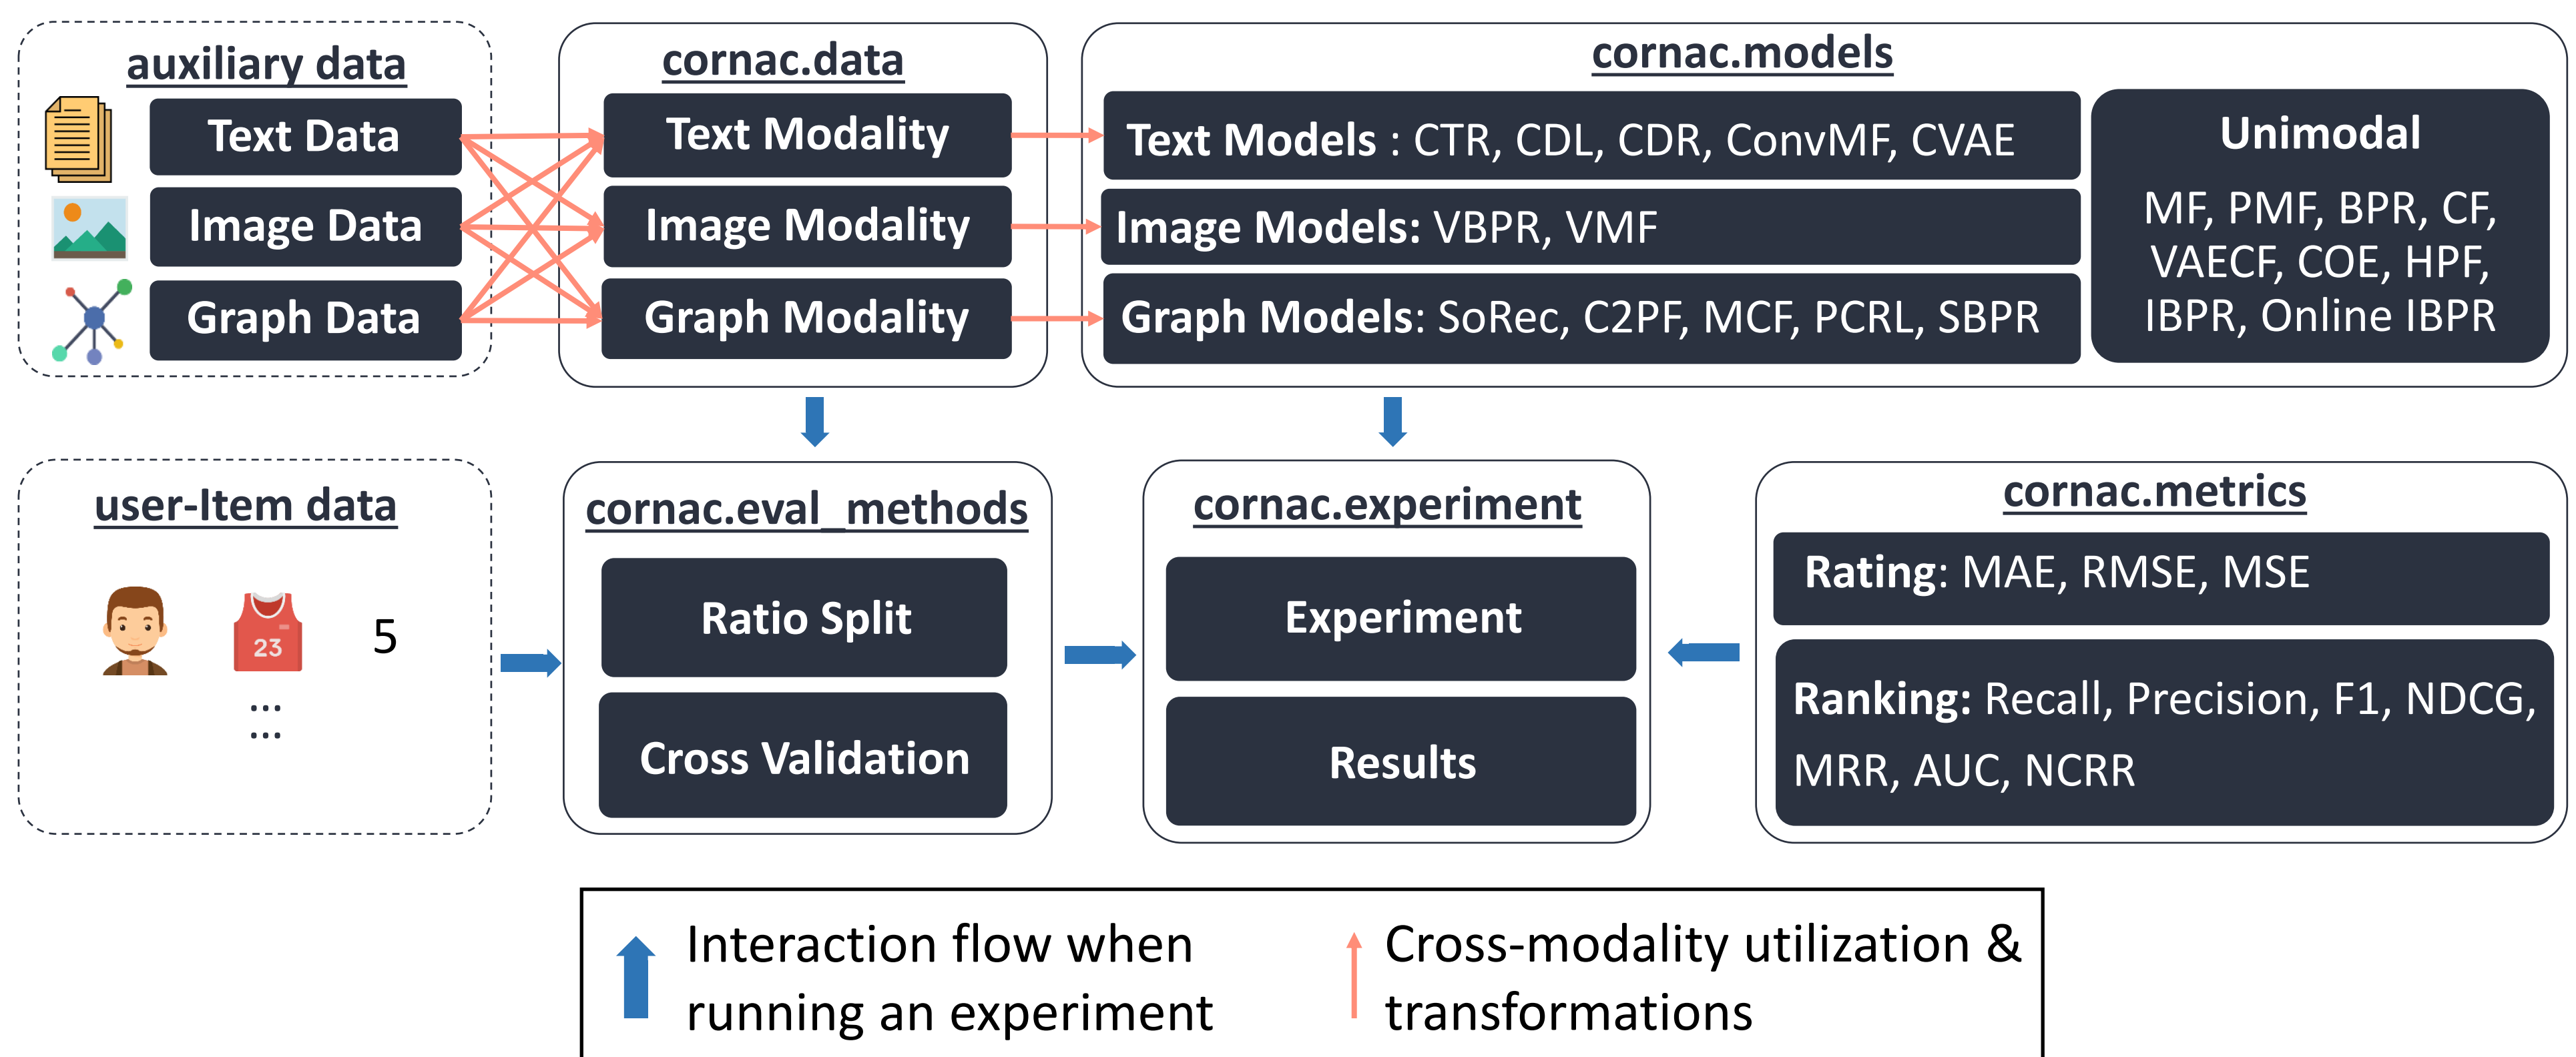 auxiliary data
Text Data
Image Data
Graph Data
cornac.data
Text Modality
Image Modality
Graph Modality
cornac.models
Text Models : CTR, CDL, CDR, ConvMF, CVAE
Image Models: VBPR, VMF
Graph Models: SoRec, C2PF, MCF, PCRL, SBPR
Unimodal
MF, PMF, BPR, CF,
VAECF, COE, HPF,
IBPR, Online IBPR
user-Item data
23
5
...
...
cornac.eval_methods
Ratio Split
Cross Validation
cornac.experiment
Experiment
Results
cornac.metrics
Rating: MAE, RMSE, MSE
Ranking: Recall, Precision, F1, NDCG,
MRR, AUC, NCRR
Interaction flow when
running an experiment
Cross-modality utilization &
transformations